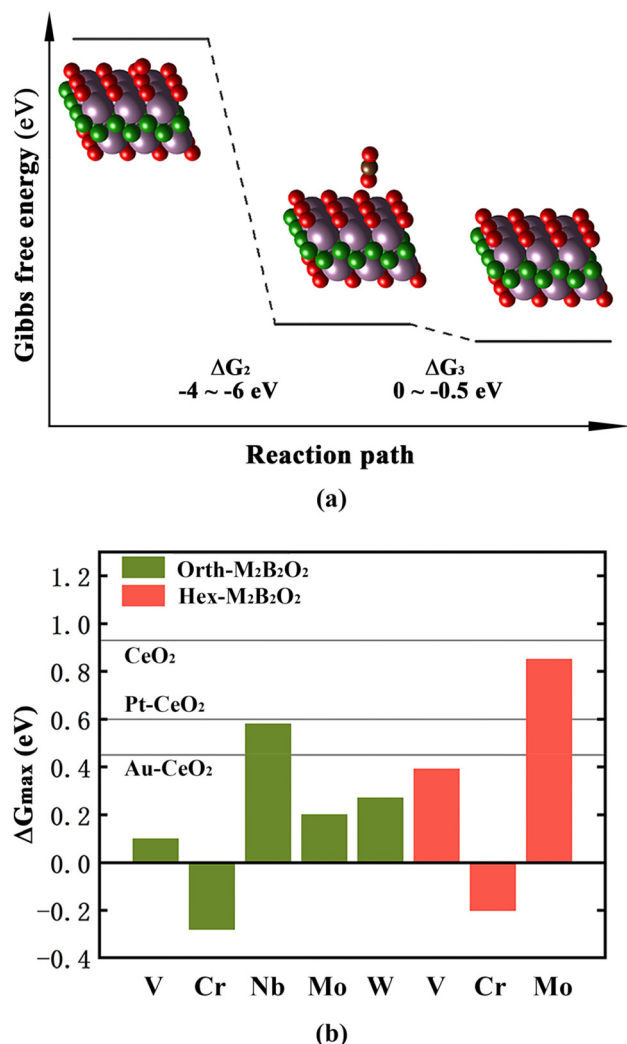 Gibbs free energy (eV)
ΔG₂
-4 ~ -6 eV
ΔG₃
0 ~ -0.5 eV
Reaction path
(a)
Orth-M₂B₂O₂
Hex-M₂B₂O₂
1.2
1.0
0.8
0.6
0.4
0.2
0.0
-0.2
-0.4
ΔGmax (eV)
CeO₂
Pt-CeO₂
Au-CeO₂
V Cr Nb Mo W V Cr Mo
(b)